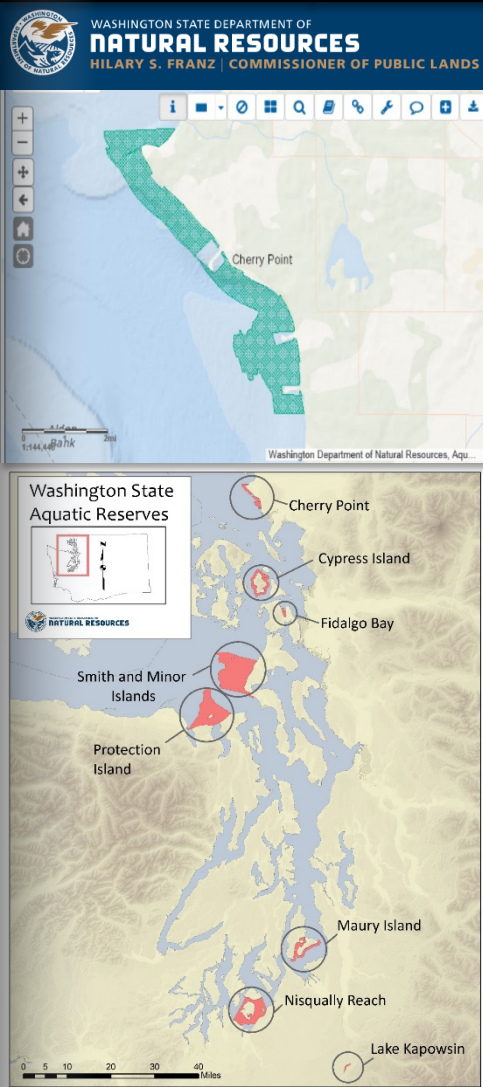 WASHINGTON STATE DEPARTMENT OF
NATURAL RESOURCES
HILARY S. FRANZ | COMMISSIONER OF PUBLIC LANDS
Cherry Point
Bank
0 1 2mi
Washington Department of Natural Resources, Aqu...
Washington State
Aquatic Reserves
N
NATURAL RESOURCES
Cherry Point
Cypress Island
Fidalgo Bay
Smith and Minor
Islands
Protection
Island
Maury Island
Nisqually Reach
Lake Kapowsin
0 5 10 20 30 40
Miles